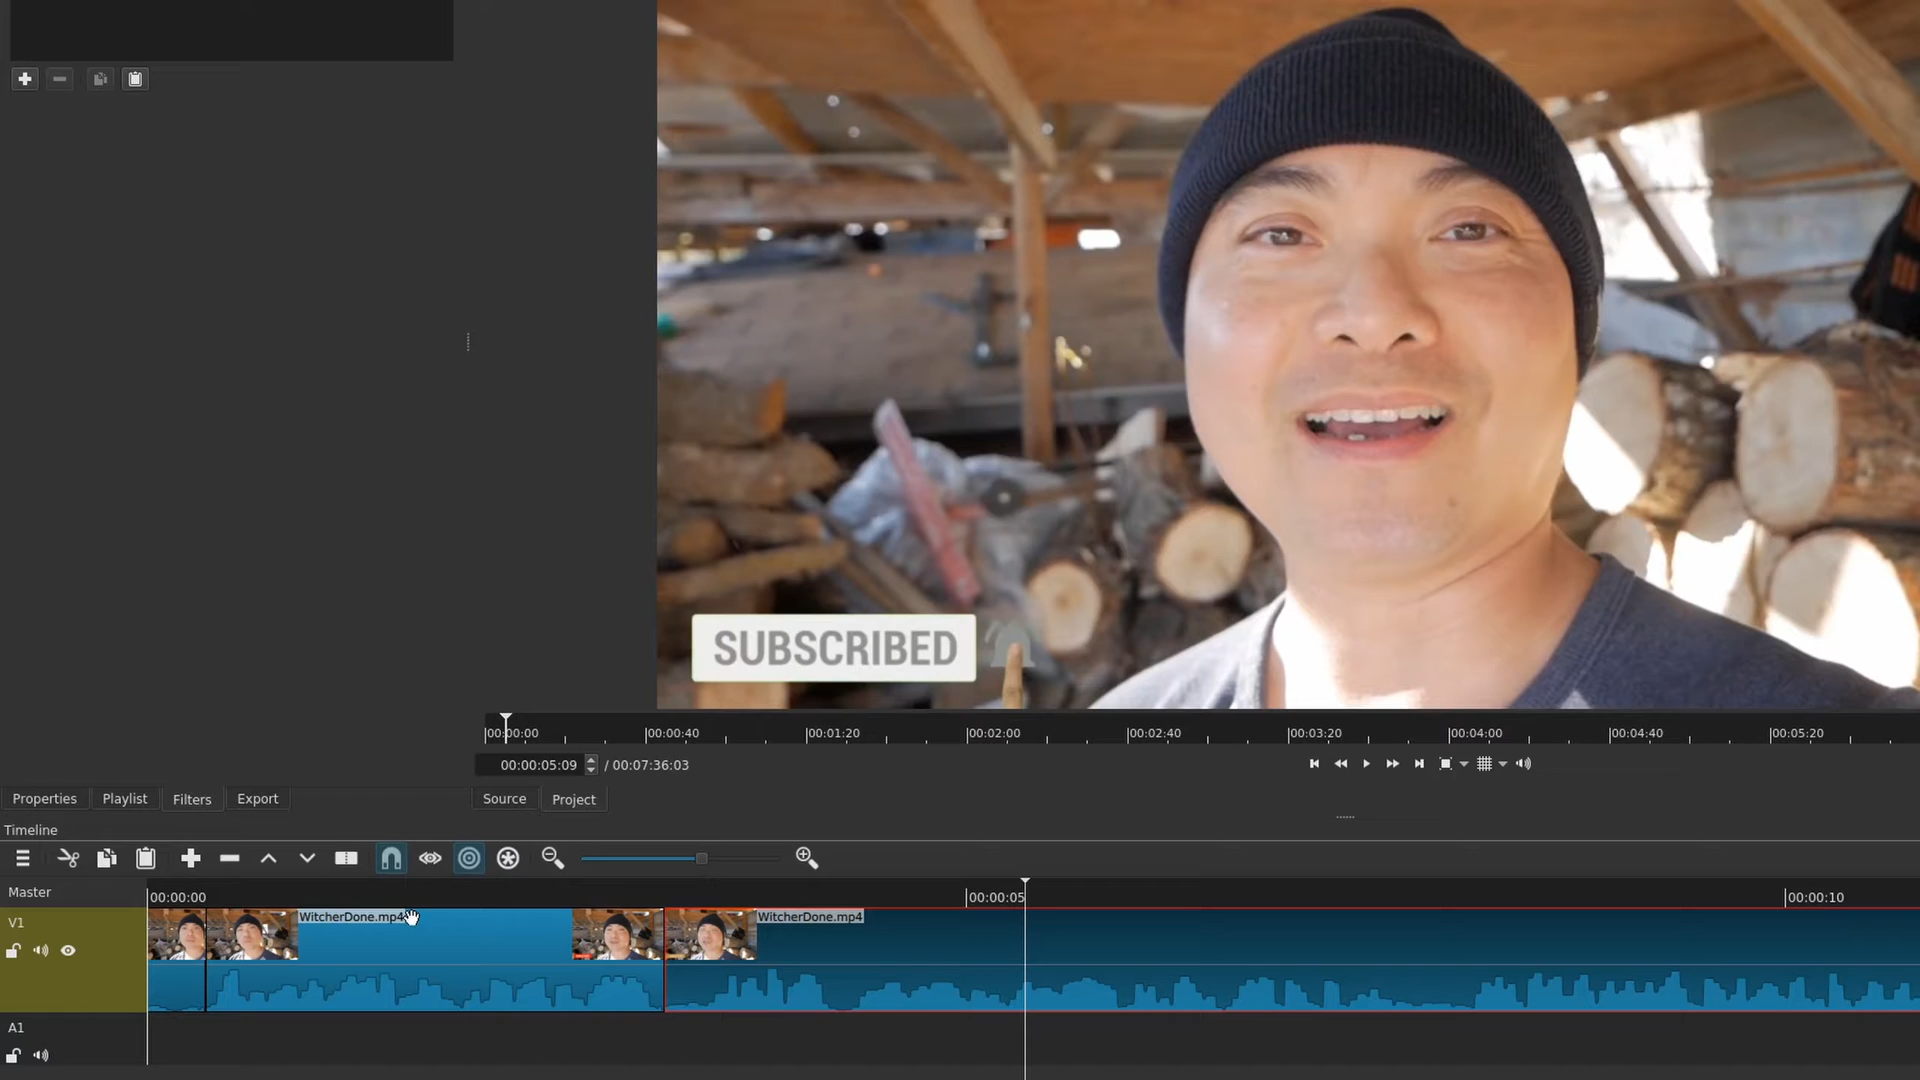 SUBSCRIBED
00:00:00
00:00:40
00:01:20
00:02:00
00:02:40
00:03:20
00:04:00
00:04:40
00:05:20
00:00:05:09
/ 00:07:36:03
Properties
Playlist
Filters
Export
Source
Project
Timeline
Master
00:00:00
00:00:05
00:00:10
V1
WitcherDone.mp4
WitcherDone.mp4
A1